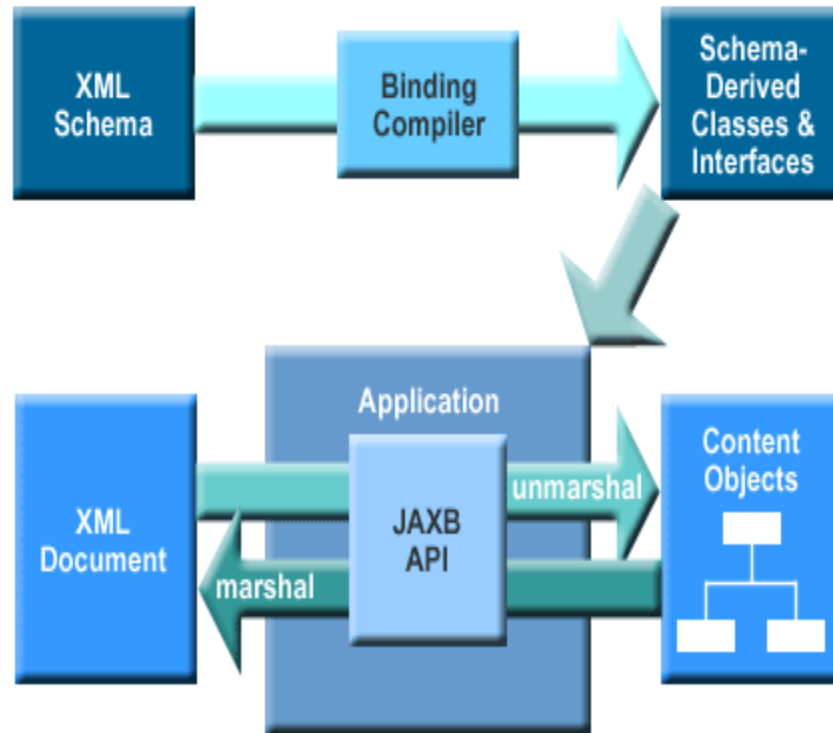 XML
Schema
Binding
Compiler
Schema-
Derived
Classes &
Interfaces
Application
XML
Document
JAXB
API
unmarshal
marshal
Content
Objects